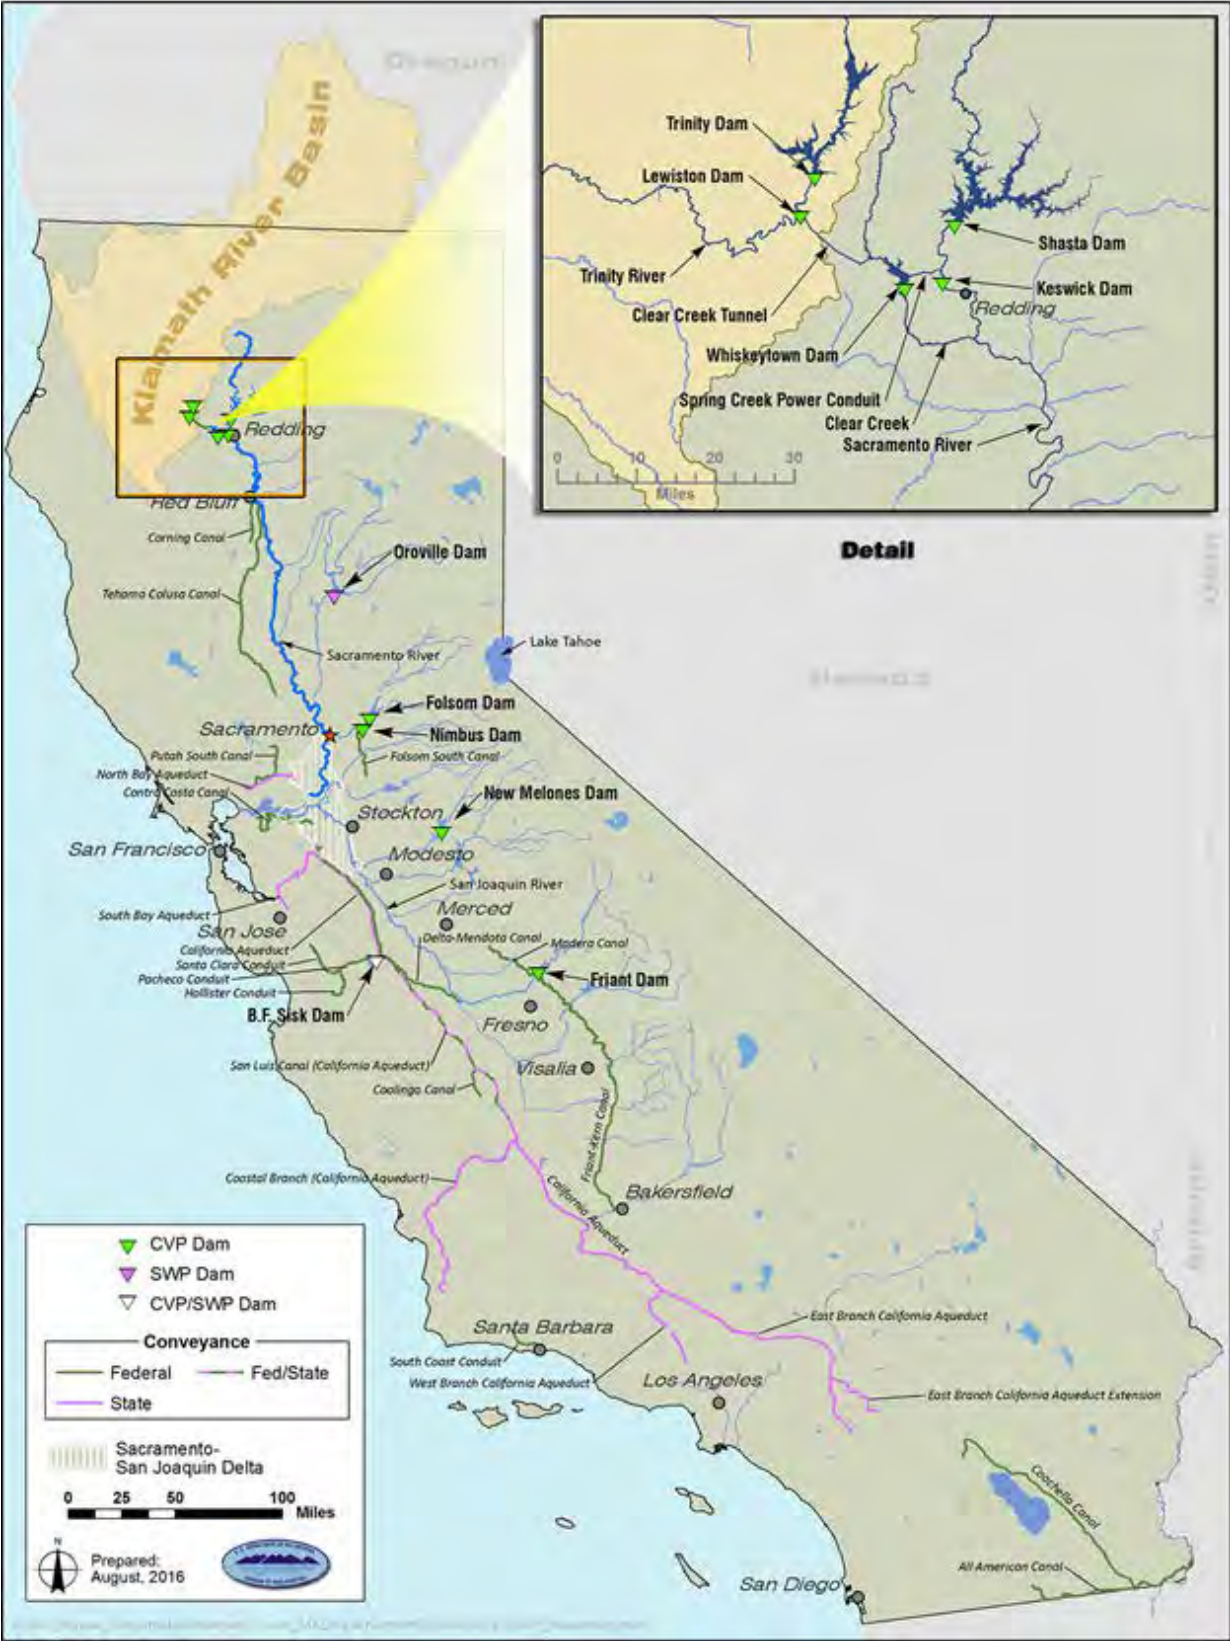 Oregon
Klamath River Basin
Trinity Dam
Lewiston Dam
Shasta Dam
Trinity River
Keswick Dam
Redding
Clear Creek Tunnel
Whiskeytown Dam
Spring Creek Power Conduit
Clear Creek
Sacramento River
0 10 20 30
Miles
Detail
Redding
Red Bluff
Corning Canal
Oroville Dam
Tehama Colusa Canal
Sacramento River
Lake Tahoe
Nevada
Folsom Dam
Sacramento
Nimbus Dam
Putah South Canal
Folsom South Canal
North Bay Aqueduct
Contra Costa Canal
New Melones Dam
Stockton
San Francisco
Modesto
San Joaquin River
South Bay Aqueduct
Merced
San Jose
Delta-Mendota Canal
Madera Canal
California Aqueduct
Santa Clara Conduit
Pacheco Conduit
Friant Dam
Hollister Conduit
B.F. Sisk Dam
Fresno
San Luis Canal (California Aqueduct)
Visalia
Coalinga Canal
Friant-Kern Canal
Coastal Branch (California Aqueduct)
California Aqueduct
Bakersfield
East Branch California Aqueduct
Santa Barbara
South Coast Conduit
West Branch California Aqueduct
Los Angeles
East Branch California Aqueduct Extension
Coachella Canal
All American Canal
San Diego
CVP Dam
SWP Dam
CVP/SWP Dam
Conveyance
Federal
Fed/State
State
Sacramento-
San Joaquin Delta
0 25 50 100
Miles
N
Prepared:
August, 2016